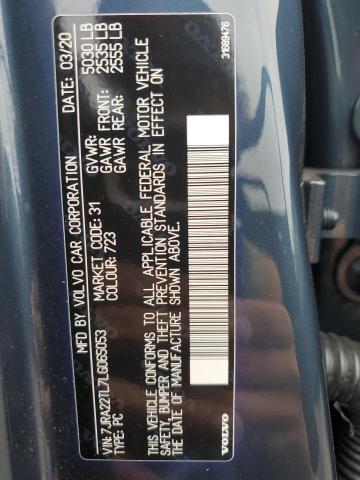 MFD BY VOLVO CAR CORPORATION DATE: 03/20
GVWR: 5030 LB
GAWR FRONT: 2535 LB
GAWR REAR: 2555 LB
MARKET CODE: 31
COLOUR: 723
VIN: 7JRA22TL7LG065053
TYPE: PC
THIS VEHICLE CONFORMS TO ALL APPLICABLE FEDERAL MOTOR VEHICLE
SAFETY, BUMPER AND THEFT PREVENTION STANDARDS IN EFFECT ON
THE DATE OF MANUFACTURE SHOWN ABOVE.
VOLVO
31689476